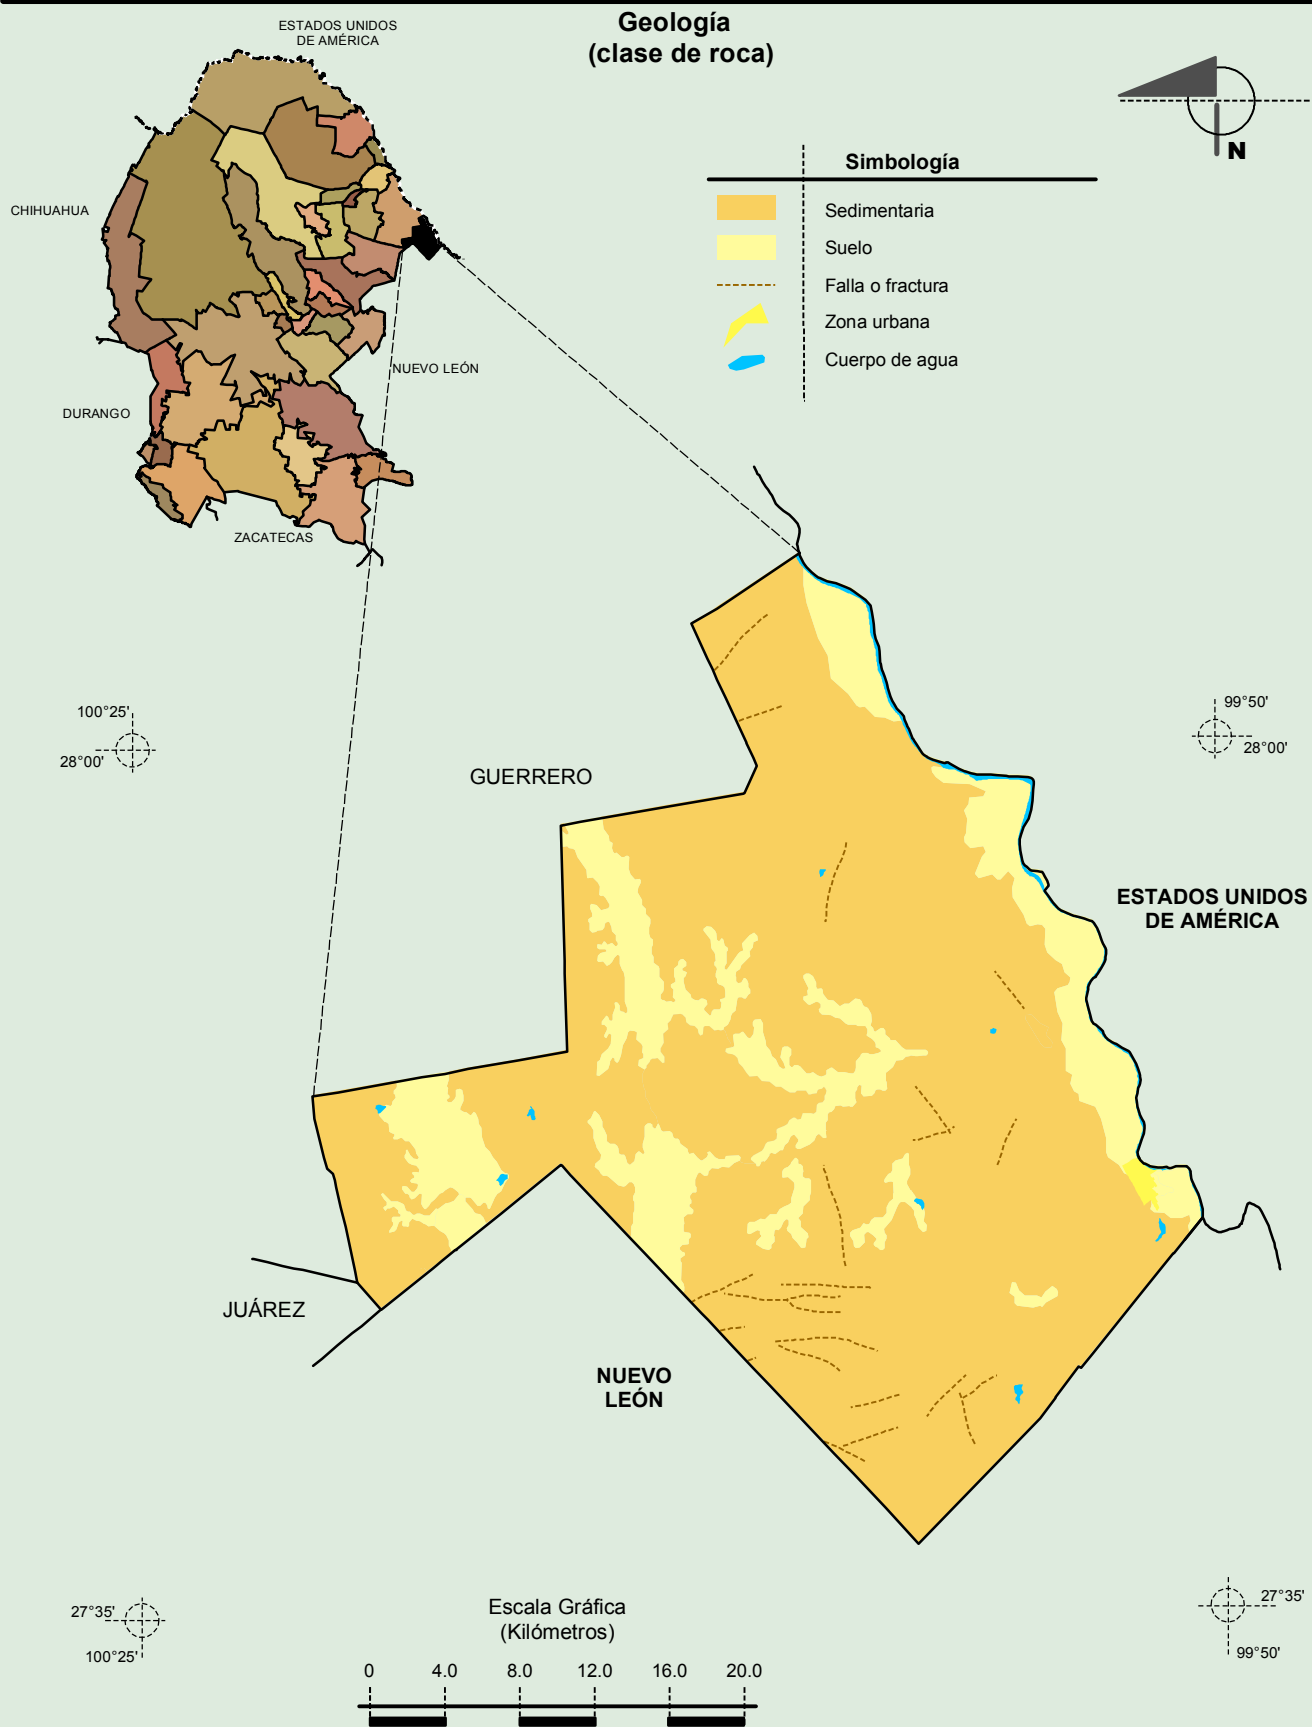 Geología
(clase de roca)
ESTADOS UNIDOS
DE AMÉRICA
N
Simbología
Sedimentaria
Suelo
Falla o fractura
Zona urbana
Cuerpo de agua
CHIHUAHUA
NUEVO LEÓN
DURANGO
ZACATECAS
100°25'
28°00'
99°50'
28°00'
GUERRERO
ESTADOS UNIDOS
DE AMÉRICA
JUÁREZ
NUEVO
LEÓN
27°35'
100°25'
27°35'
99°50'
Escala Gráfica
(Kilómetros)
0 4.0 8.0 12.0 16.0 20.0